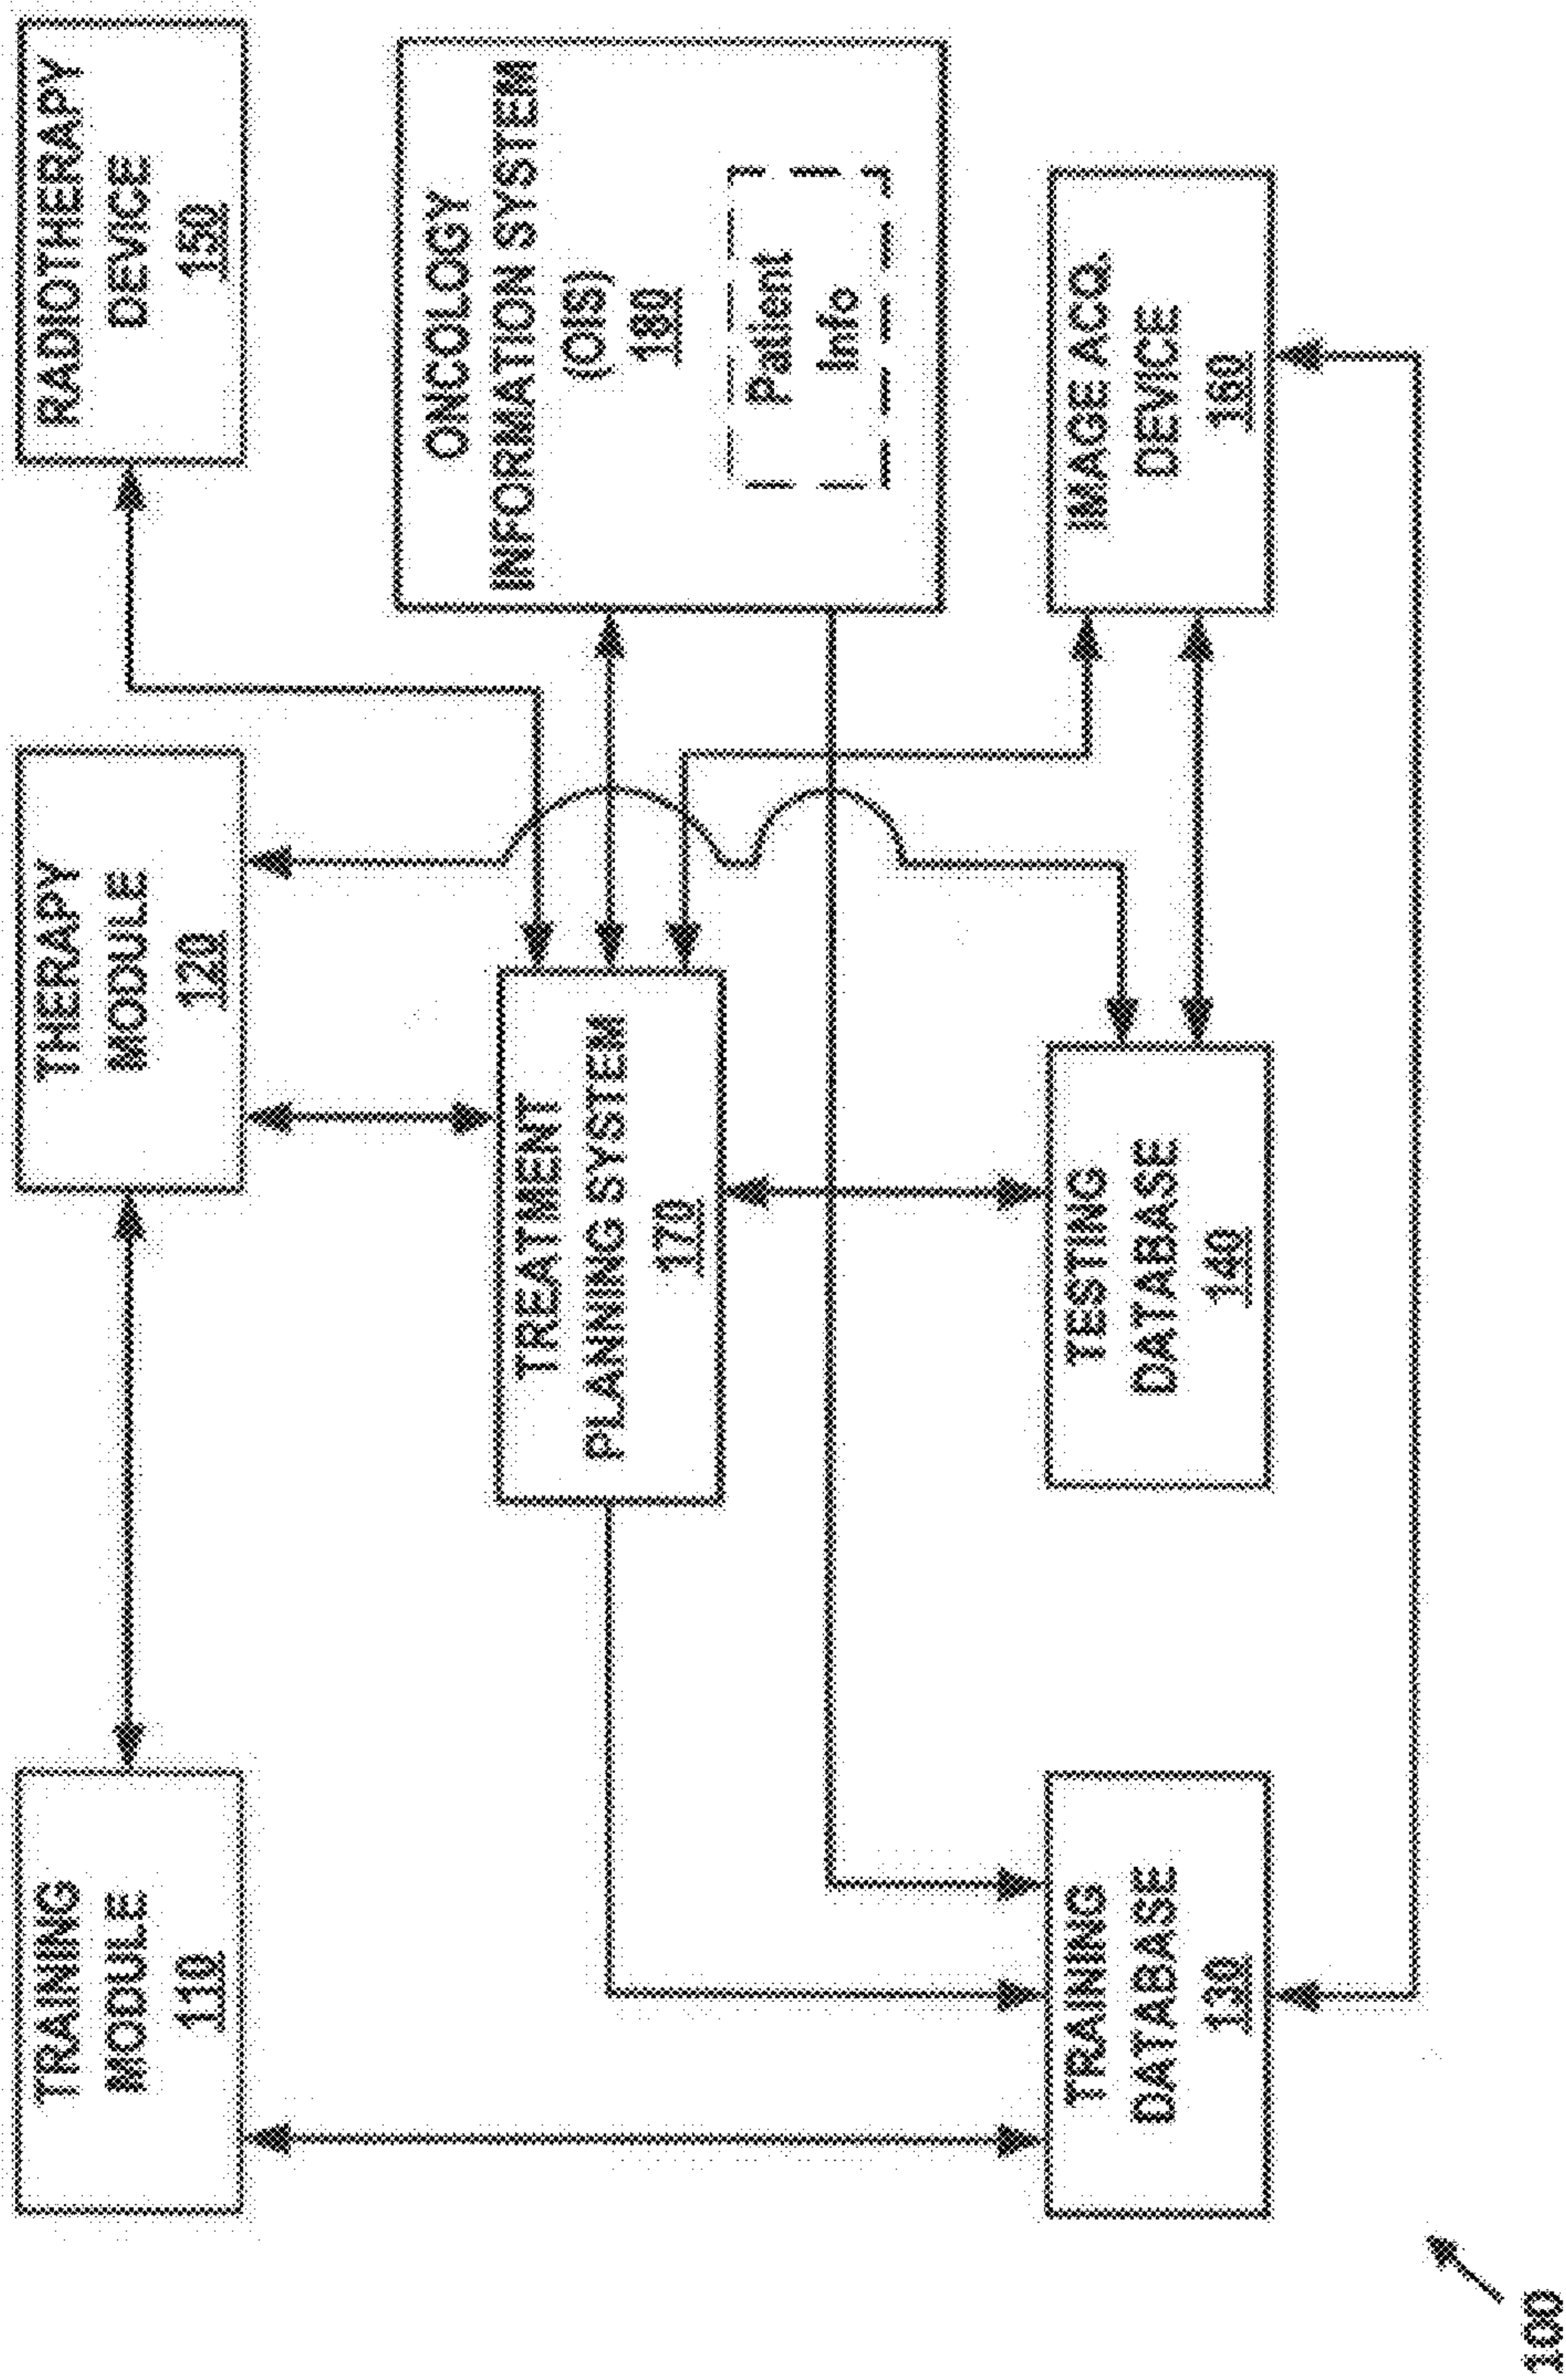 TRAINING
MODULE
110
THERAPY
MODULE
120
RADIOTHERAPY
DEVICE
150
TREATMENT
PLANNING SYSTEM
170
ONCOLOGY
INFORMATION SYSTEM
(OIS)
180
Patient
Info
TRAINING
DATABASE
130
TESTING
DATABASE
140
IMAGE ACQ.
DEVICE
160
100